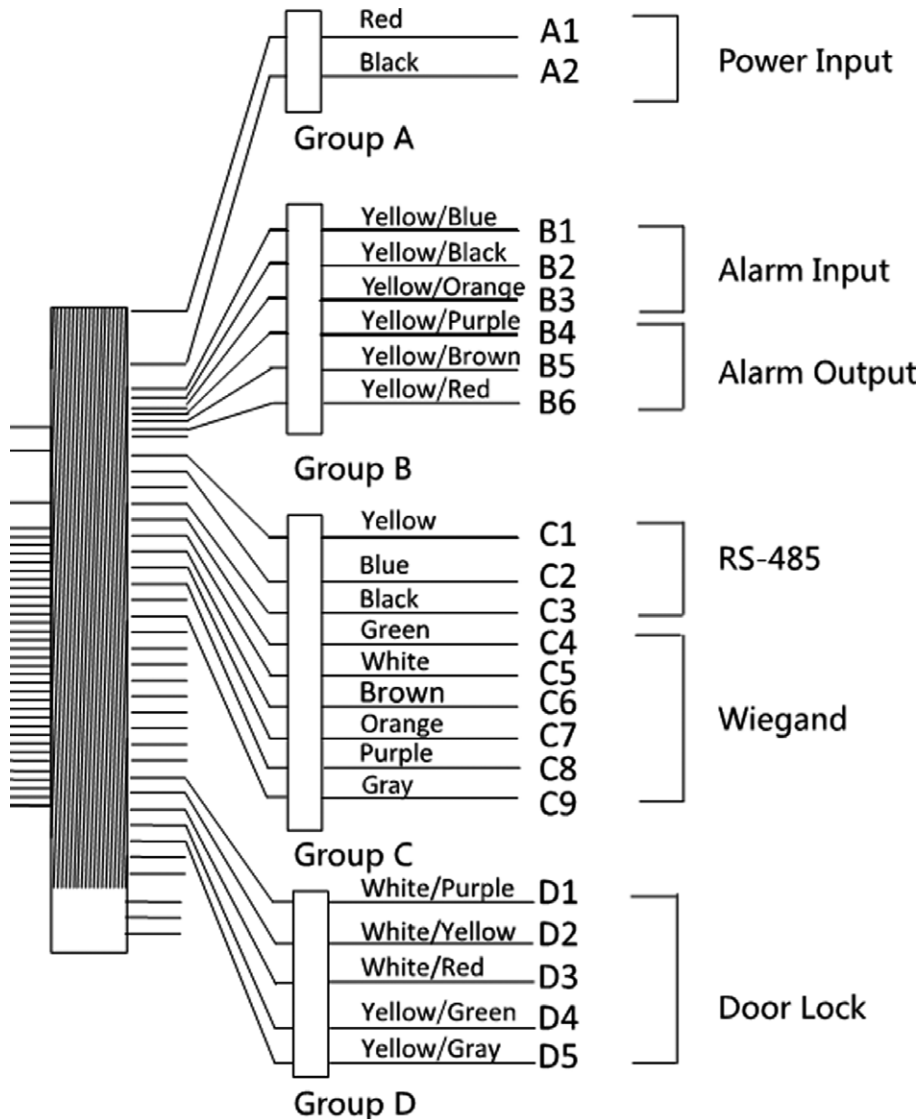 Red A1
Black A2
Power Input
Group A
Yellow/Blue B1
Yellow/Black B2
Alarm Input
Yellow/Orange B3
Yellow/Purple B4
Yellow/Brown B5
Alarm Output
Yellow/Red B6
Group B
Yellow C1
RS-485
Blue C2
Black C3
Green C4
White C5
Brown C6
Wiegand
Orange C7
Purple C8
Gray C9
Group C
White/Purple D1
White/Yellow D2
White/Red D3
Door Lock
Yellow/Green D4
Yellow/Gray D5
Group D